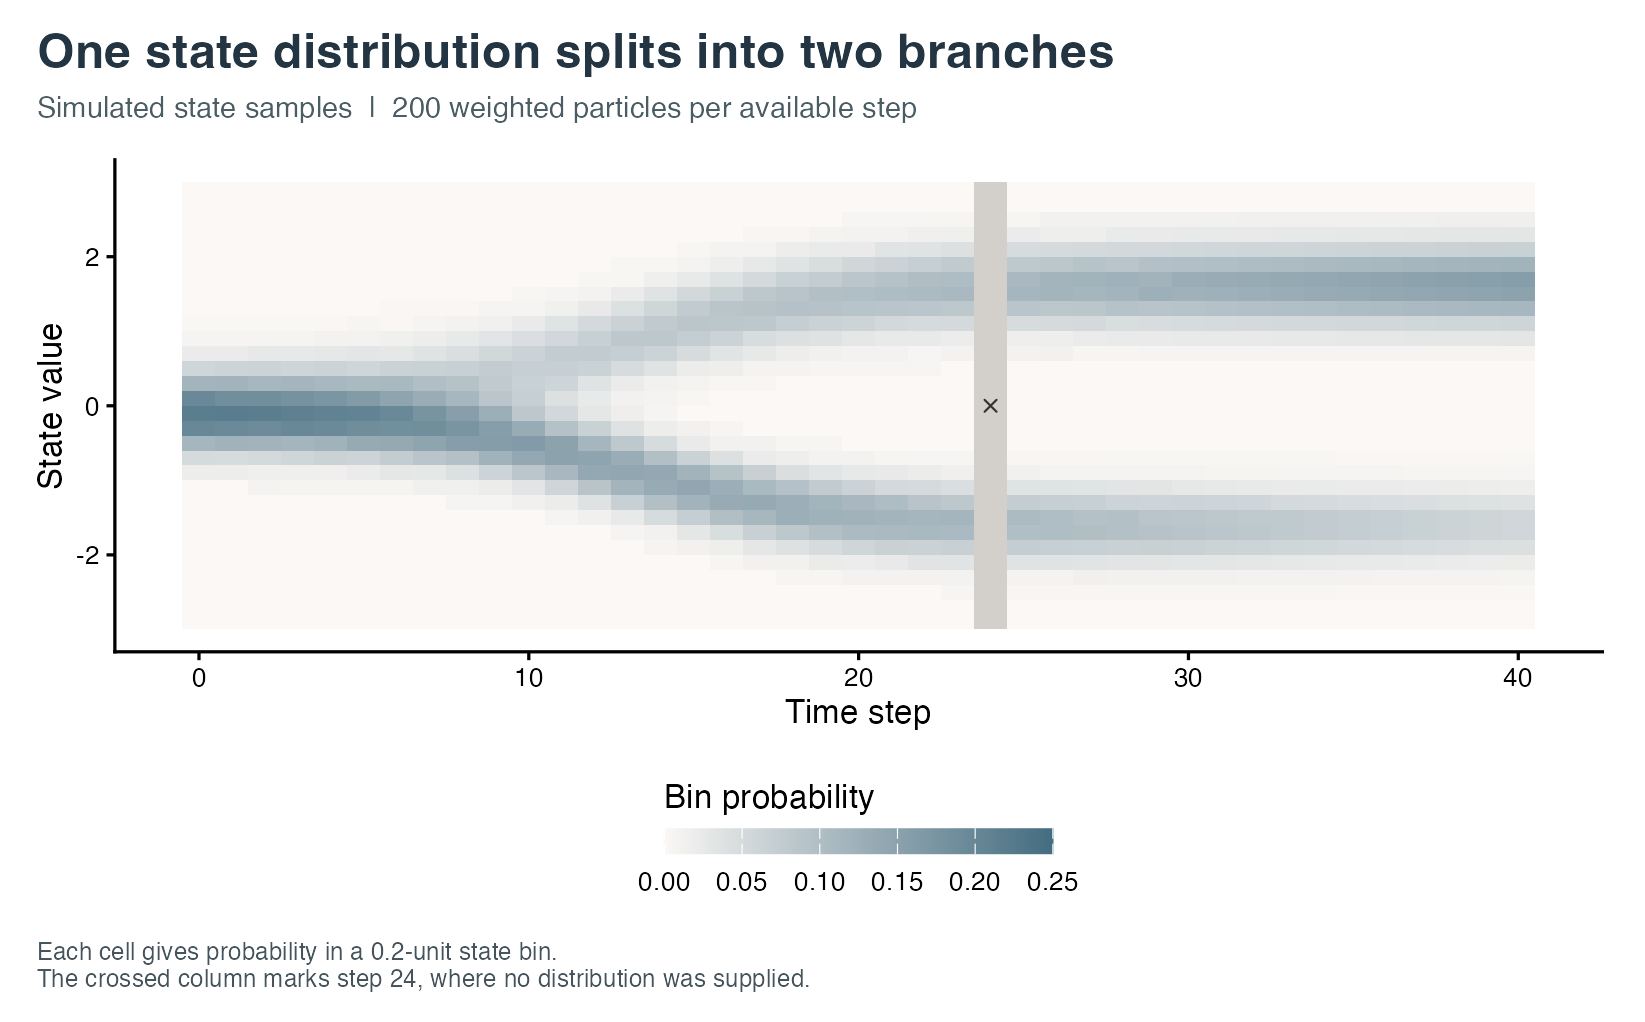 One state distribution splits into two branches
Simulated state samples | 200 weighted particles per available step
State value
2
0
-2
0 10 20 30 40
Time step
Bin probability
0.00 0.05 0.10 0.15 0.20 0.25
Each cell gives probability in a 0.2-unit state bin.
The crossed column marks step 24, where no distribution was supplied.